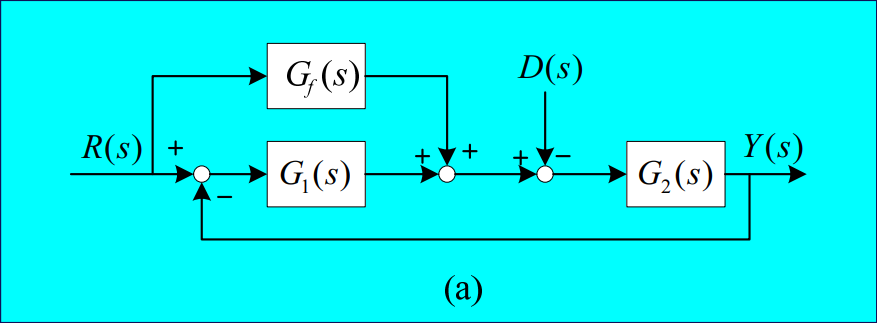 G_f(s)
D(s)
R(s) + G_1(s) + + + − G_2(s) Y(s)
−
(a)